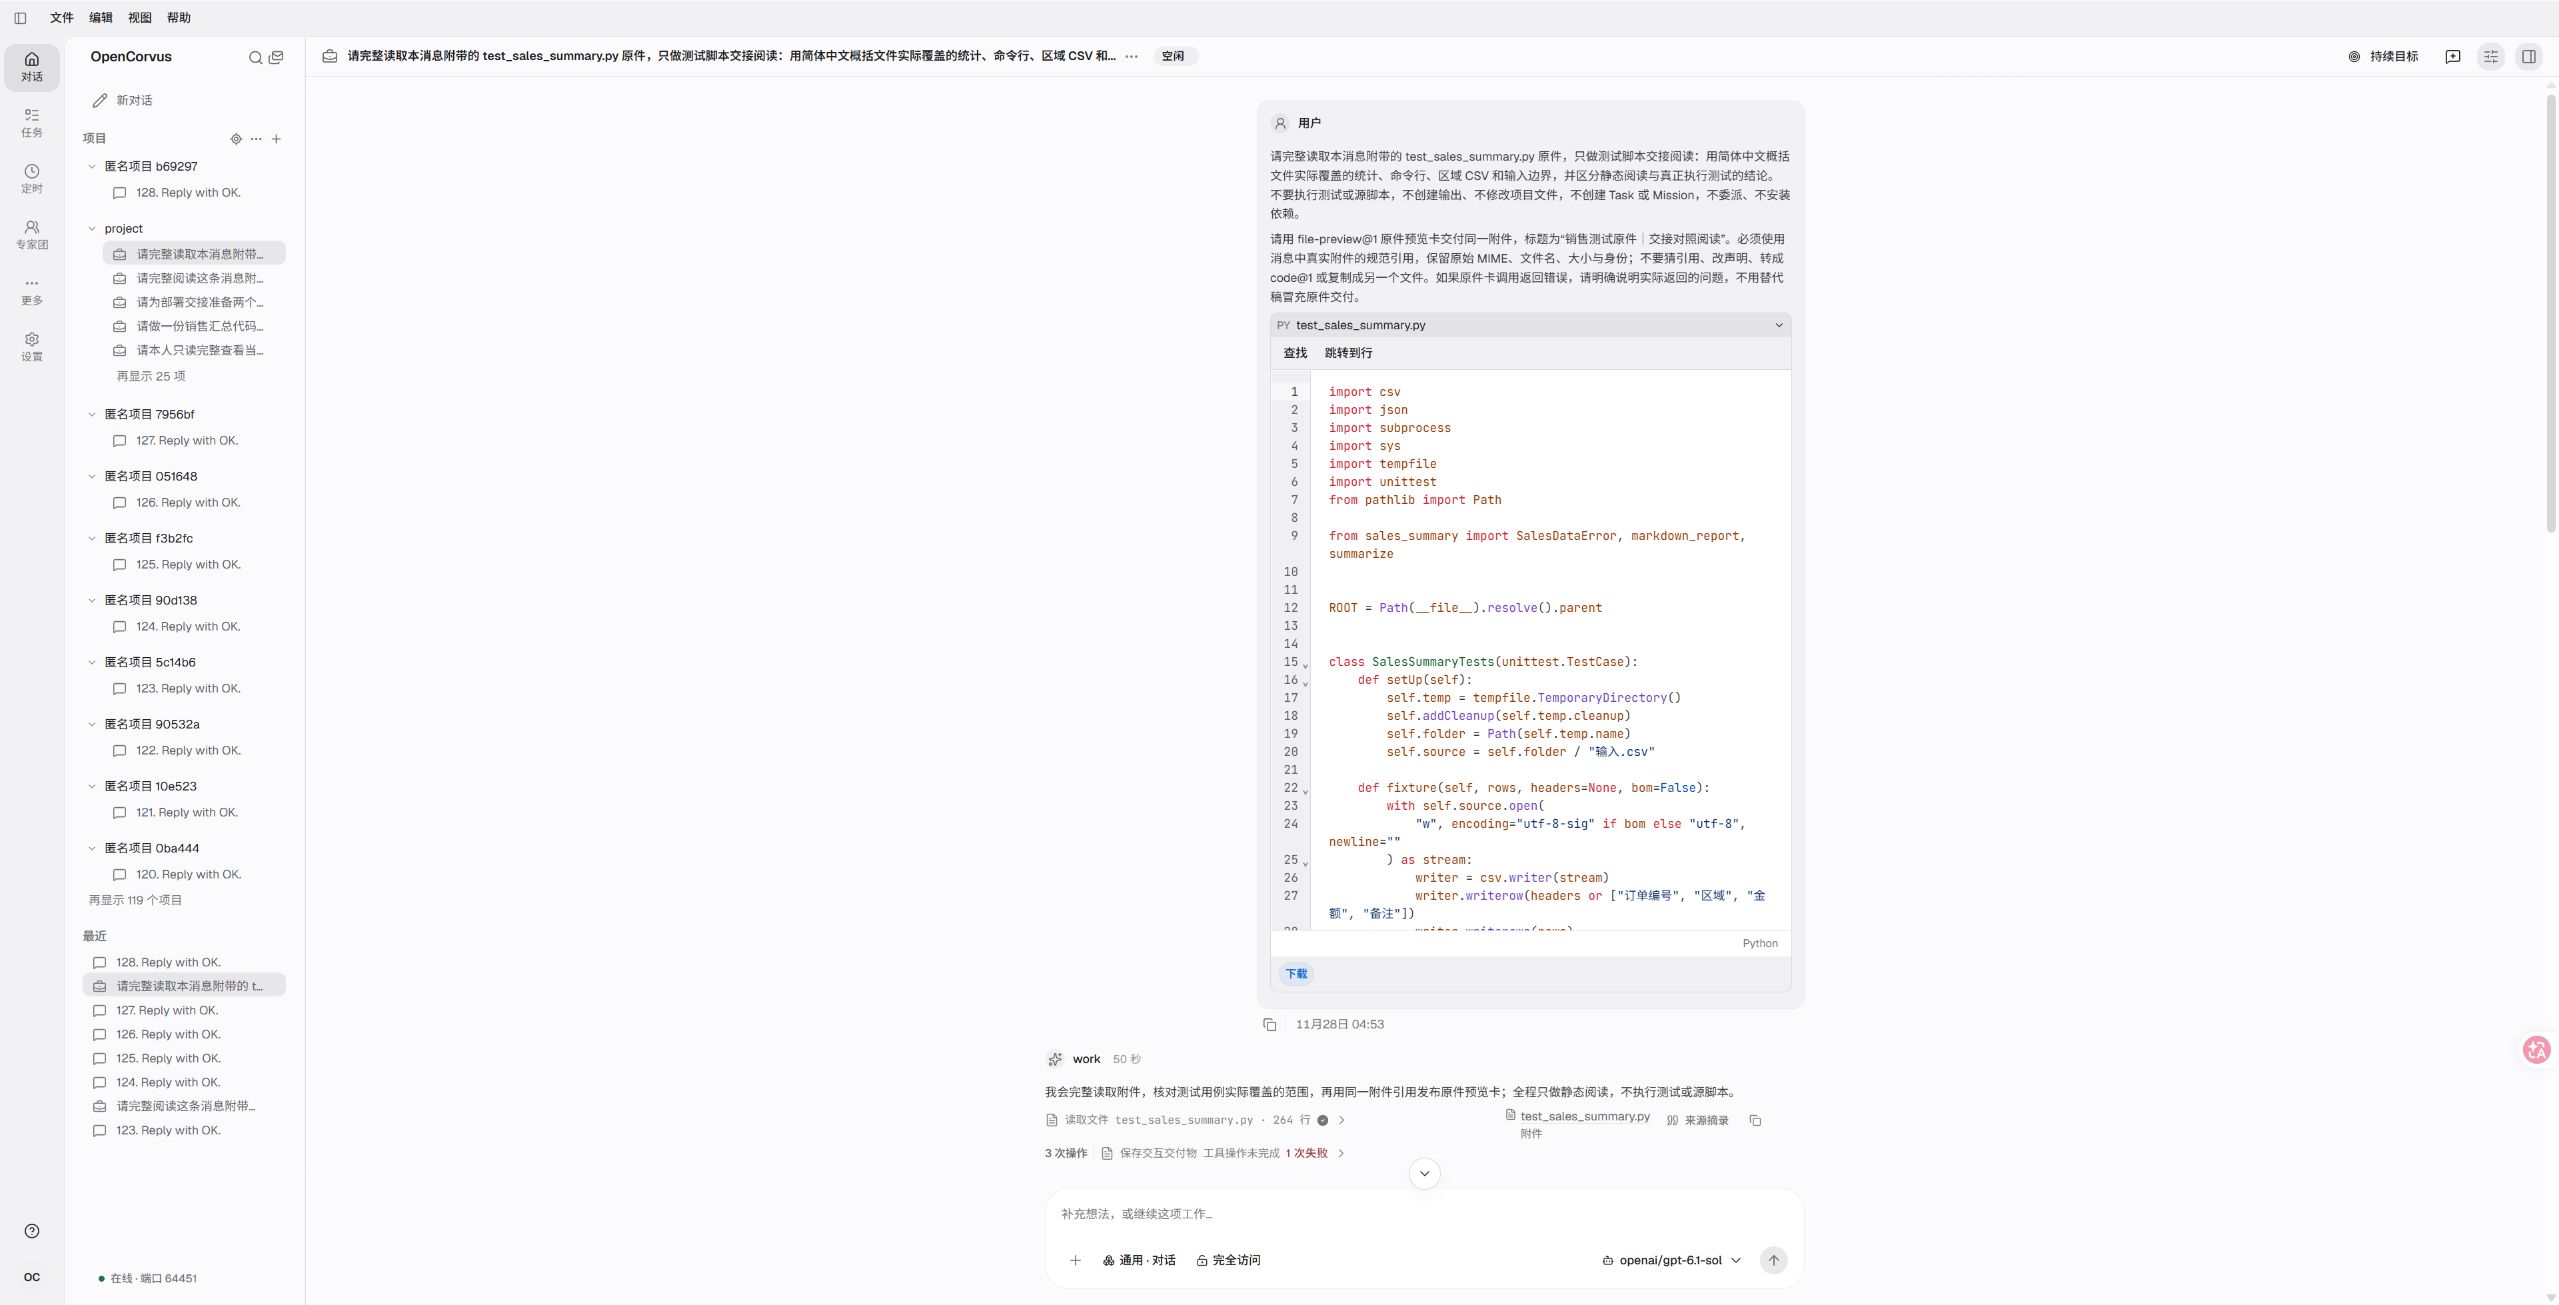 文件 编辑 视图 帮助
对话
任务
定时
专家团
更多
设置
OC
OpenCorvus
新对话
项目
匿名项目 b69297
128. Reply with OK.
project
请完整读取本消息附带...
请完整阅读这条消息附...
请为部署交接准备两个...
请做一份销售汇总代码...
请本人只读完整查看当...
再显示 25 项
匿名项目 7956bf
127. Reply with OK.
匿名项目 051648
126. Reply with OK.
匿名项目 f3b2fc
125. Reply with OK.
匿名项目 90d138
124. Reply with OK.
匿名项目 5c14b6
123. Reply with OK.
匿名项目 90532a
122. Reply with OK.
匿名项目 10e523
121. Reply with OK.
匿名项目 0ba444
120. Reply with OK.
再显示 119 个项目
最近
128. Reply with OK.
请完整读取本消息附带的 t...
127. Reply with OK.
126. Reply with OK.
125. Reply with OK.
124. Reply with OK.
请完整阅读这条消息附带...
123. Reply with OK.
在线 · 端口 64451
请完整读取本消息附带的 test_sales_summary.py 原件，只做测试脚本交接阅读：用简体中文概括文件实际覆盖的统计、命令行、区域 CSV 和... ··· 空闲
持续目标
用户
请完整读取本消息附带的 test_sales_summary.py 原件，只做测试脚本交接阅读：用简体中文概括
文件实际覆盖的统计、命令行、区域 CSV 和输入边界，并区分静态阅读与真正执行测试的结论。
不要执行测试或源脚本，不创建输出、不修改项目文件，不创建 Task 或 Mission，不委派、不安装
依赖。
请用 file-preview@1 原件预览卡交付同一附件，标题为“销售测试原件｜交接对照阅读”。必须使用
消息中真实附件的规范引用，保留原始 MIME、文件名、大小与身份；不要猜引用、改声明、转成
code@1 或复制成另一个文件。如果原件卡调用返回错误，请明确说明实际返回的问题，不用替代
稿冒充原件交付。
PY test_sales_summary.py
查找 跳转到行
1 import csv
2 import json
3 import subprocess
4 import sys
5 import tempfile
6 import unittest
7 from pathlib import Path
8
9 from sales_summary import SalesDataError, markdown_report,
summarize
10
11
12 ROOT = Path(__file__).resolve().parent
13
14
15 class SalesSummaryTests(unittest.TestCase):
16 def setUp(self):
17 self.temp = tempfile.TemporaryDirectory()
18 self.addCleanup(self.temp.cleanup)
19 self.folder = Path(self.temp.name)
20 self.source = self.folder / "输入.csv"
21
22 def fixture(self, rows, headers=None, bom=False):
23 with self.source.open(
24 "w", encoding="utf-8-sig" if bom else "utf-8",
newline=""
25 ) as stream:
26 writer = csv.writer(stream)
27 writer.writerow(headers or ["订单编号", "区域", "金
额", "备注"])
28 writer.writerows(rows)
Python
下载
11月28日 04:53
work 50 秒
我会完整读取附件，核对测试用例实际覆盖的范围，再用同一附件引用发布原件预览卡；全程只做静态阅读，不执行测试或源脚本。
读取文件 test_sales_summary.py · 264 行
test_sales_summary.py
附件
来源摘录
3 次操作 保存交互交付物 工具操作未完成 1 次失败
补充想法，或继续这项工作...
通用 · 对话 完全访问 openai/gpt-6.1-sol